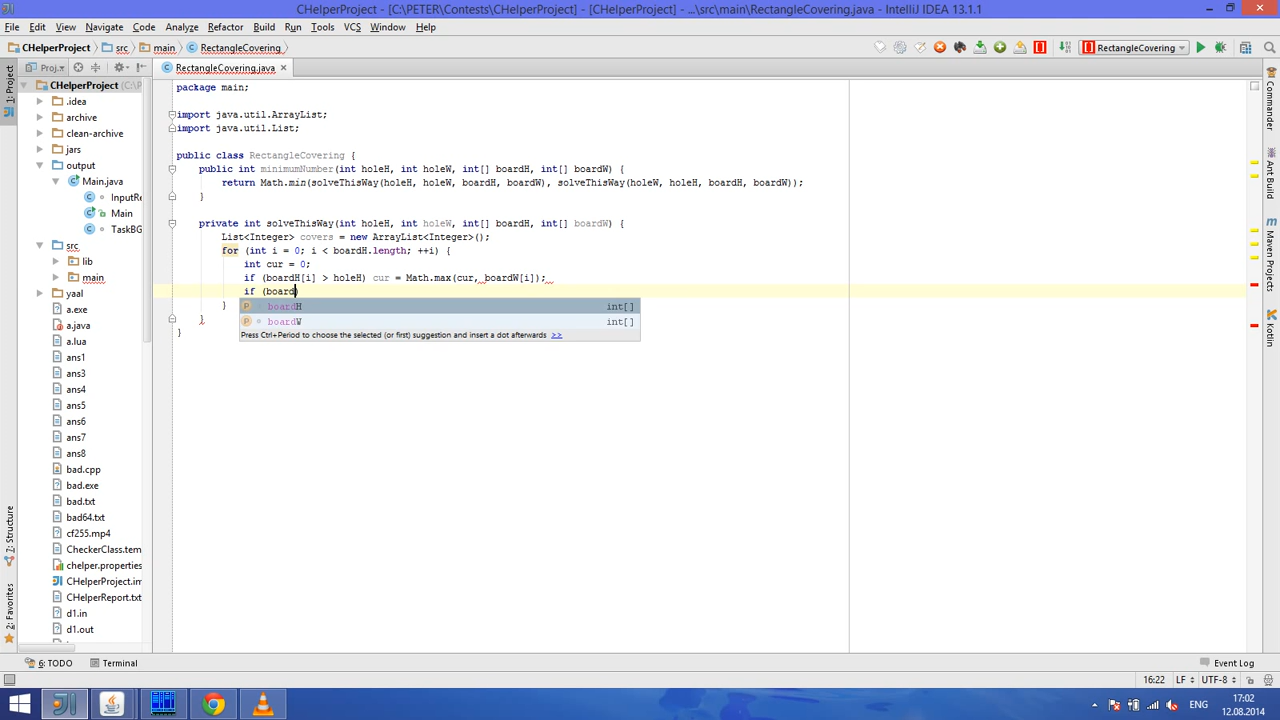 CHelperProject - [C:\PETER\Contests\CHelperProject] - [CHelperProject] - ...\src\main\RectangleCovering.java - IntelliJ IDEA 13.1.1
File Edit View Navigate Code Analyze Refactor Build Run Tools VCS Window Help
CHelperProject src main RectangleCovering RectangleCovering
1: Project
Proj...
RectangleCovering.java
CHelperProject (C:\P
.idea
archive
clean-archive
jars
output
Main.java
InputRe
Main
TaskBG
src
lib
main
yaal
a.exe
a.java
a.lua
ans1
ans3
ans4
ans5
ans6
ans7
ans8
bad.cpp
bad.exe
bad.txt
bad64.txt
cf255.mp4
CheckerClass.tem
chelper.properties
CHelperProject.im
CHelperReport.txt
d1.in
d1.out
package main;
import java.util.ArrayList;
import java.util.List;
public class RectangleCovering {
public int minimumNumber(int holeH, int holeW, int[] boardH, int[] boardW) {
return Math.min(solveThisWay(holeH, holeW, boardH, boardW), solveThisWay(holeW, holeH, boardH, boardW));
}
private int solveThisWay(int holeH, int holeW, int[] boardH, int[] boardW) {
List<Integer> covers = new ArrayList<Integer>();
for (int i = 0; i < boardH.length; ++i) {
int cur = 0;
if (boardH[i] > holeH) cur = Math.max(cur, boardW[i]);
if (board)
boardH int[]
boardW int[]
Press Ctrl+Period to choose the selected (or first) suggestion and insert a dot afterwards >>
}
}
}
Commander
Ant Build
Maven Projects
Kotlin
7: Structure
2: Favorites
6: TODO Terminal Event Log
16:22 LF UTF-8
ENG 17:02
12.08.2014